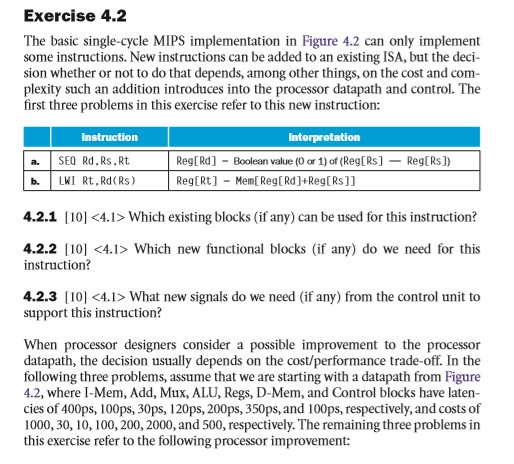 Exercise 4.2
The basic single-cycle MIPS implementation in Figure 4.2 can only implement
some instructions. New instructions can be added to an existing ISA, but the deci-
sion whether or not to do that depends, among other things, on the cost and com-
plexity such an addition introduces into the processor datapath and control. The
first three problems in this exercise refer to this new instruction:
Instruction Interpretation
a. SEQ Rd,Rs,Rt Reg[Rd] = Boolean value (0 or 1) of (Reg[Rs] == Reg[Rs])
b. LWI Rt,Rd(Rs) Reg[Rt] = Mem[Reg[Rd]+Reg[Rs]]
4.2.1 [10] <4.1> Which existing blocks (if any) can be used for this instruction?
4.2.2 [10] <4.1> Which new functional blocks (if any) do we need for this
instruction?
4.2.3 [10] <4.1> What new signals do we need (if any) from the control unit to
support this instruction?
When processor designers consider a possible improvement to the processor
datapath, the decision usually depends on the cost/performance trade-off. In the
following three problems, assume that we are starting with a datapath from Figure
4.2, where I-Mem, Add, Mux, ALU, Regs, D-Mem, and Control blocks have laten-
cies of 400ps, 100ps, 30ps, 120ps, 200ps, 350ps, and 100ps, respectively, and costs of
1000, 30, 10, 100, 200, 2000, and 500, respectively. The remaining three problems in
this exercise refer to the following processor improvement: